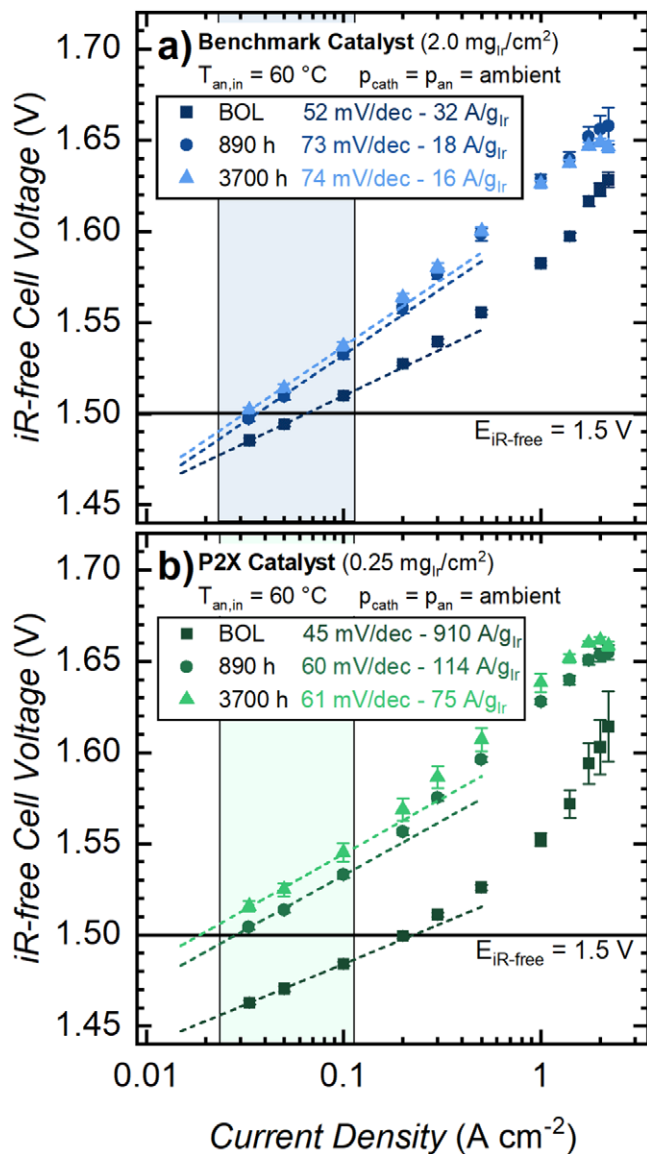 a) Benchmark Catalyst (2.0 mgIr/cm²)
Tan,in = 60 °C pcath = pan = ambient
BOL 52 mV/dec - 32 A/gIr
890 h 73 mV/dec - 18 A/gIr
3700 h 74 mV/dec - 16 A/gIr
1.70
1.65
1.60
1.55
1.50
1.45
iR-free Cell Voltage (V)
EiR-free = 1.5 V
b) P2X Catalyst (0.25 mgIr/cm²)
Tan,in = 60 °C pcath = pan = ambient
BOL 45 mV/dec - 910 A/gIr
890 h 60 mV/dec - 114 A/gIr
3700 h 61 mV/dec - 75 A/gIr
1.70
1.65
1.60
1.55
1.50
1.45
iR-free Cell Voltage (V)
EiR-free = 1.5 V
0.01 0.1 1
Current Density (A cm⁻²)